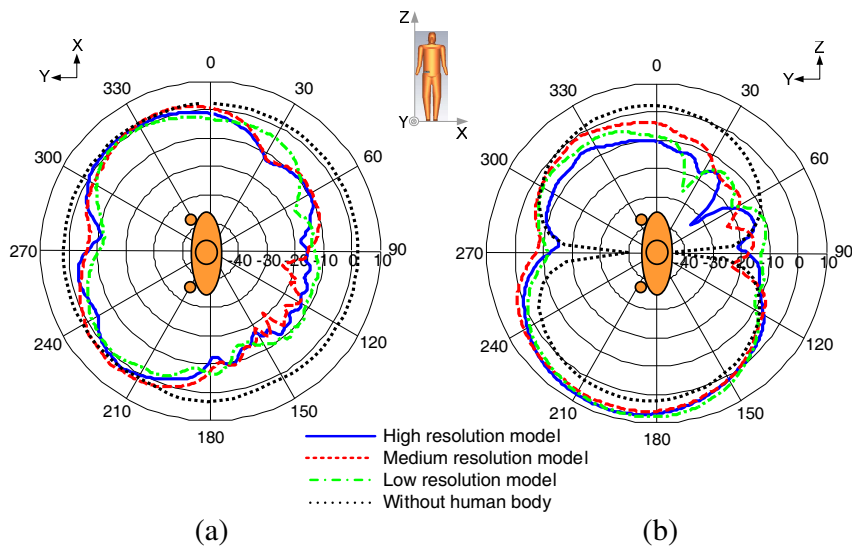 X
Y
0
330
30
300
60
270
-40 -30 -20 -10 0 10
90
240
120
210
150
180
Z
Y
X
Z
Y
0
330
30
300
60
270
-40 -30 -20 -10 0 10
90
240
120
210
150
180
High resolution model
Medium resolution model
Low resolution model
Without human body
(a)
(b)